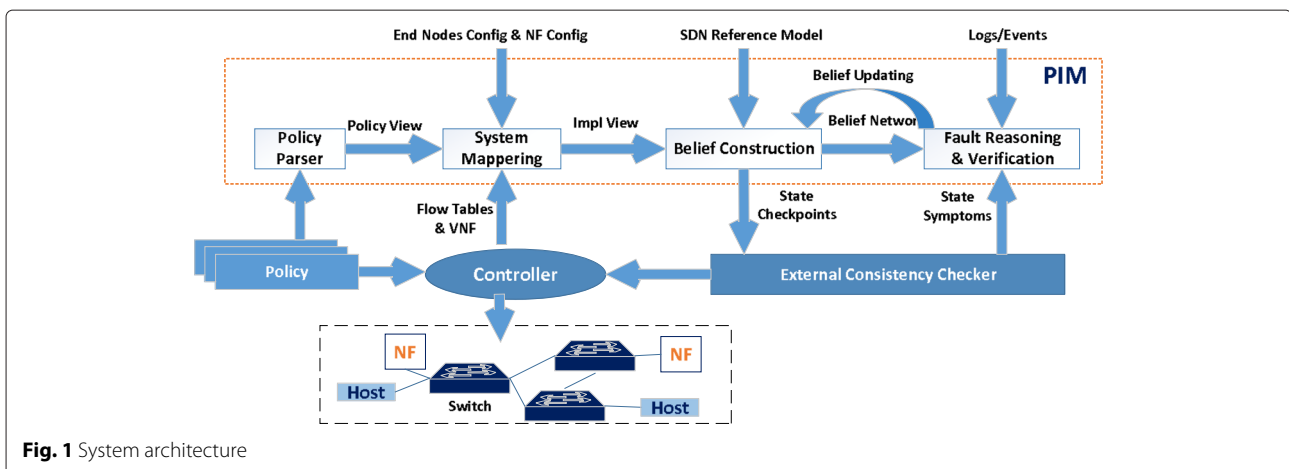 End Nodes Config & NF Config
SDN Reference Model
Logs/Events
PIM
Belief Updating
Policy View
Impl View
Belief Network
Policy
Parser
System
Mappering
Belief Construction
Fault Reasoning
& Verification
Flow Tables
& VNF
State
Checkpoints
State
Symptoms
Policy
Controller
External Consistency Checker
NF
NF
Host
Switch
Host
Fig. 1 System architecture